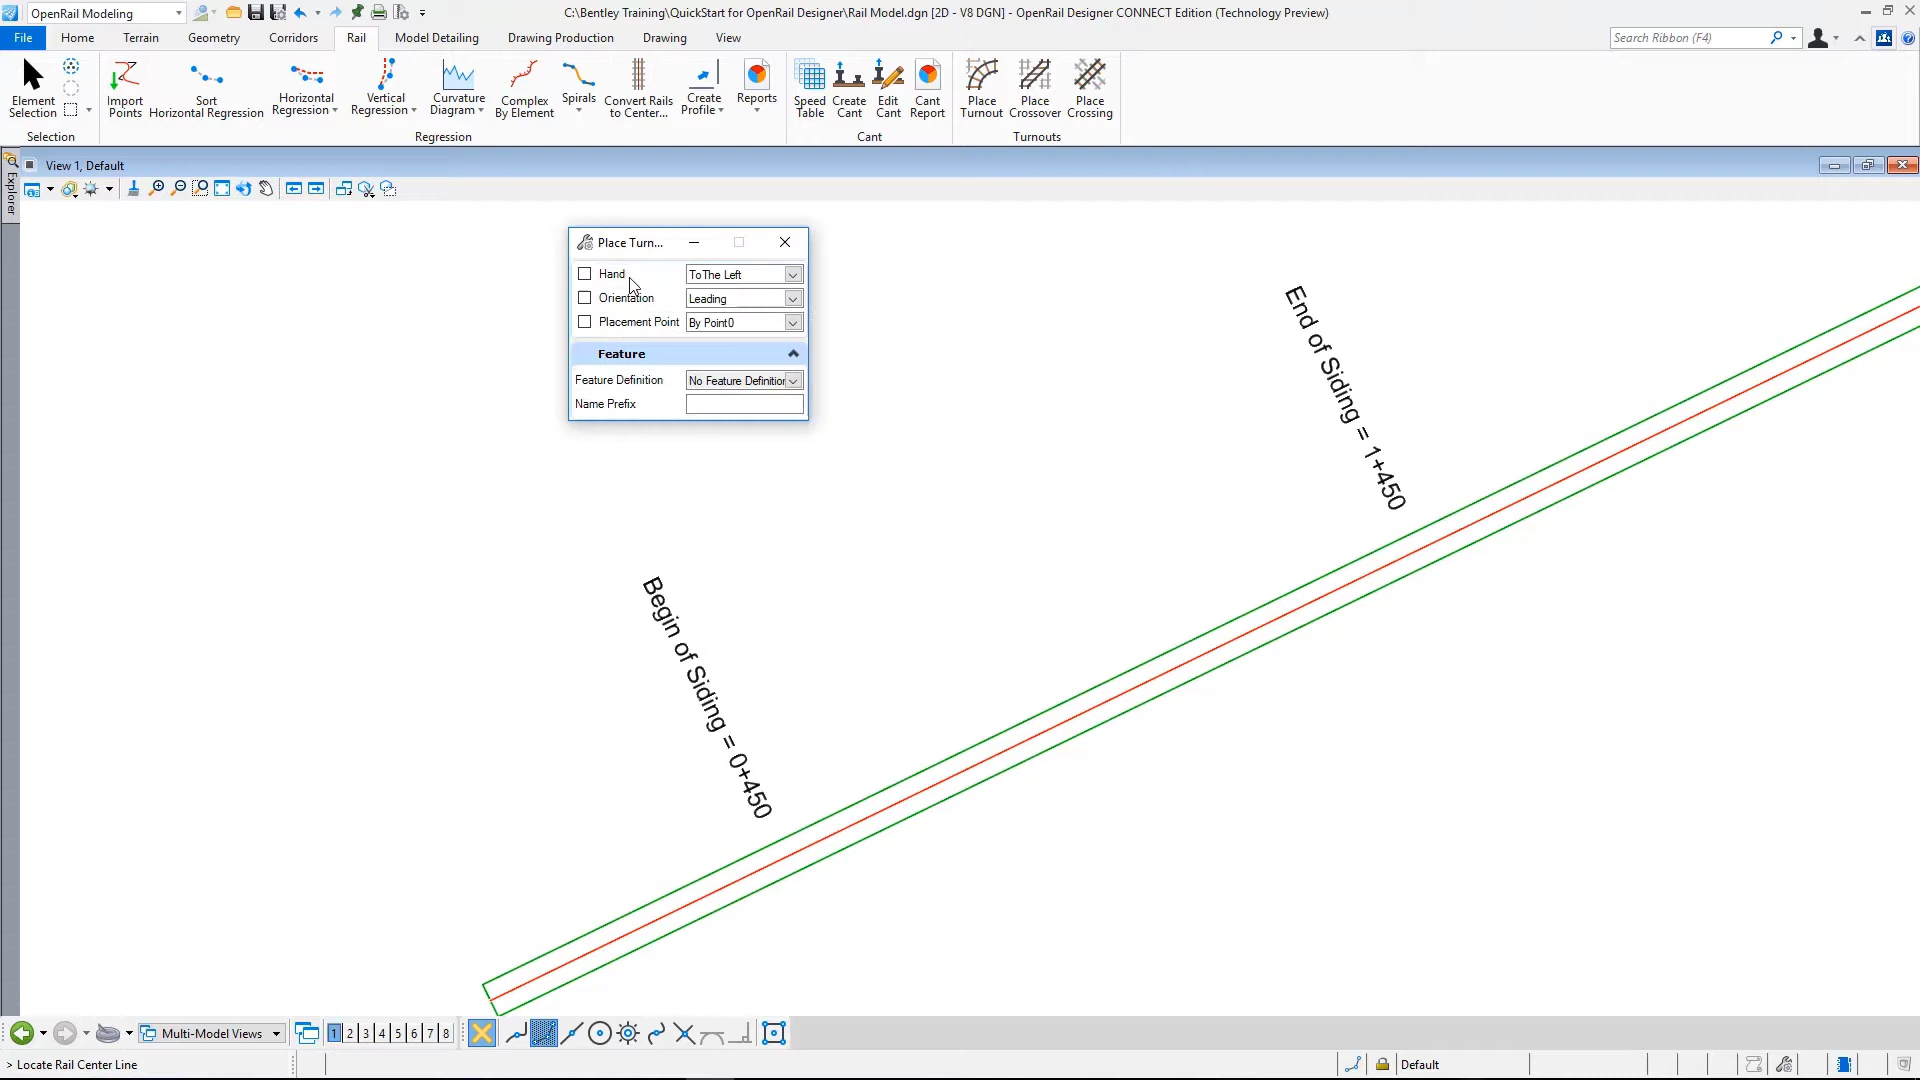 OpenRail Modeling
C:\Bentley Training\QuickStart for OpenRail Designer\Rail Model.dgn [2D - V8 DGN] - OpenRail Designer CONNECT Edition (Technology Preview)
File Home Terrain Geometry Corridors Rail Model Detailing Drawing Production Drawing View
Search Ribbon (F4)
Element Selection
Import Points
Sort Horizontal Regression
Horizontal Regression
Vertical Regression
Curvature Diagram
Complex By Element
Spirals
Convert Rails to Center...
Create Profile
Reports
Speed Table
Create Cant
Edit Cant
Cant Report
Place Turnout
Place Crossover
Place Crossing
Selection Regression Cant Turnouts
Explorer
View 1, Default
Place Turn...
Hand ToThe Left
Orientation Leading
Placement Point By Point0
Feature
Feature Definition No Feature Definition
Name Prefix
End of Siding = 1+450
Begin of Siding = 0+450
Multi-Model Views 1 2 3 4 5 6 7 8
> Locate Rail Center Line
Default